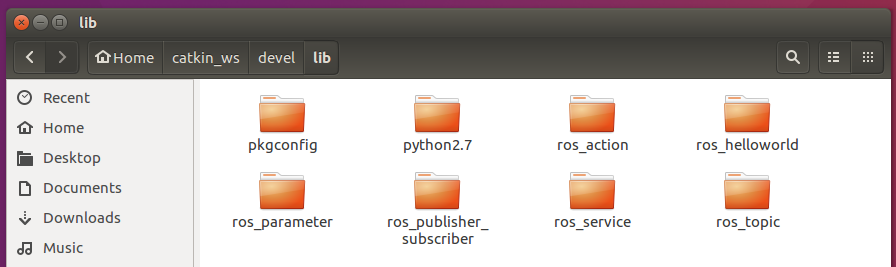 lib
Home catkin_ws devel lib
Recent
Home
Desktop
Documents
Downloads
Music
pkgconfig python2.7 ros_action ros_helloworld
ros_parameter ros_publisher_ ros_service ros_topic
subscriber